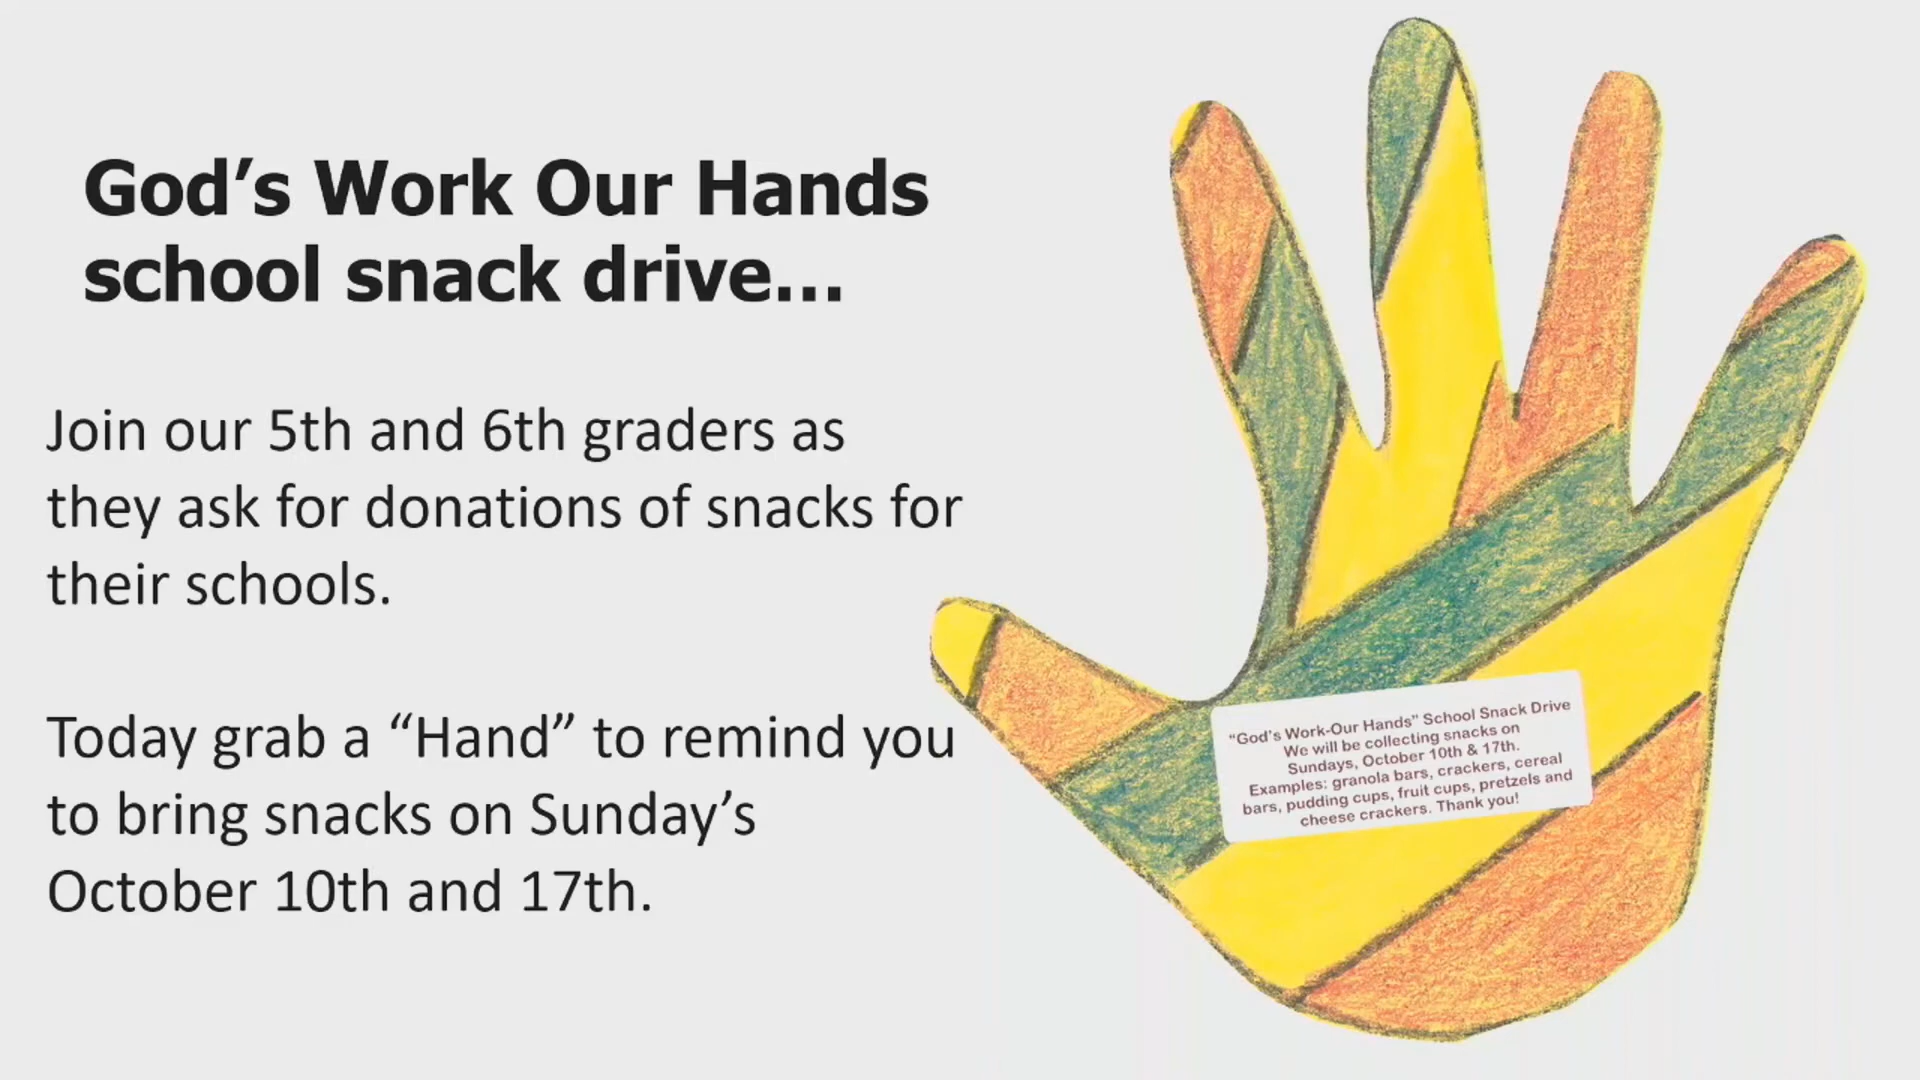 God’s Work Our Hands
school snack drive...
Join our 5th and 6th graders as
they ask for donations of snacks for
their schools.
Today grab a “Hand” to remind you
to bring snacks on Sunday’s
October 10th and 17th.
“God’s Work-Our Hands” School Snack Drive
We will be collecting snacks on
Sundays, October 10th & 17th.
Examples: granola bars, crackers, cereal
bars, pudding cups, fruit cups, pretzels and
cheese crackers. Thank you!